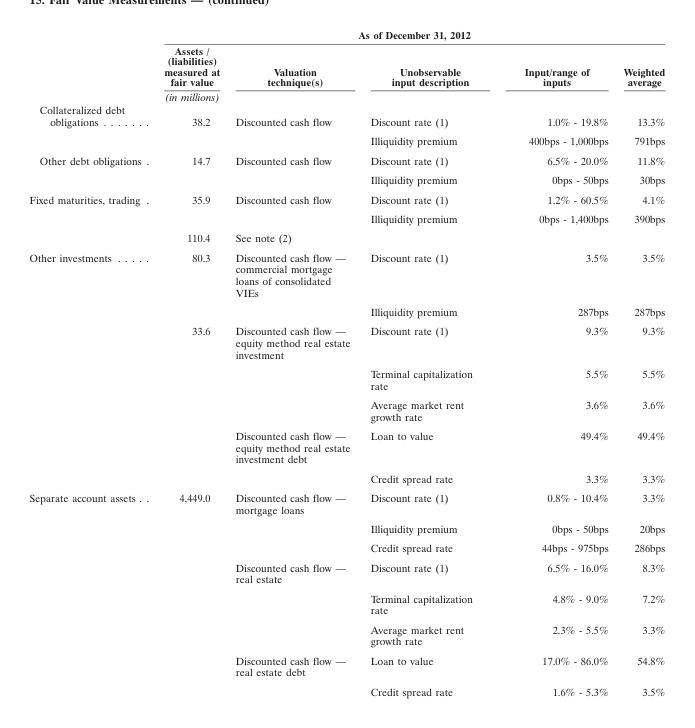 13. Fair Value Measurements — (continued)
As of December 31, 2012
Assets /
(liabilities)
measured at
fair value
Valuation
technique(s)
Unobservable
input description
Input/range of
inputs
Weighted
average
(in millions)
Collateralized debt
obligations . . . . . . . 38.2 Discounted cash flow Discount rate (1) 1.0% - 19.8% 13.3%
Illiquidity premium 400bps - 1,000bps 791bps
Other debt obligations . 14.7 Discounted cash flow Discount rate (1) 6.5% - 20.0% 11.8%
Illiquidity premium 0bps - 50bps 30bps
Fixed maturities, trading . 35.9 Discounted cash flow Discount rate (1) 1.2% - 60.5% 4.1%
Illiquidity premium 0bps - 1,400bps 390bps
110.4 See note (2)
Other investments . . . . . 80.3 Discounted cash flow — Discount rate (1) 3.5% 3.5%
commercial mortgage
loans of consolidated
VIEs
Illiquidity premium 287bps 287bps
33.6 Discounted cash flow — Discount rate (1) 9.3% 9.3%
equity method real estate
investment
Terminal capitalization 5.5% 5.5%
rate
Average market rent 3.6% 3.6%
growth rate
Discounted cash flow — Loan to value 49.4% 49.4%
equity method real estate
investment debt
Credit spread rate 3.3% 3.3%
Separate account assets . . 4,449.0 Discounted cash flow — Discount rate (1) 0.8% - 10.4% 3.3%
mortgage loans
Illiquidity premium 0bps - 50bps 20bps
Credit spread rate 44bps - 975bps 286bps
Discounted cash flow — Discount rate (1) 6.5% - 16.0% 8.3%
real estate
Terminal capitalization 4.8% - 9.0% 7.2%
rate
Average market rent 2.3% - 5.5% 3.3%
growth rate
Discounted cash flow — Loan to value 17.0% - 86.0% 54.8%
real estate debt
Credit spread rate 1.6% - 5.3% 3.5%